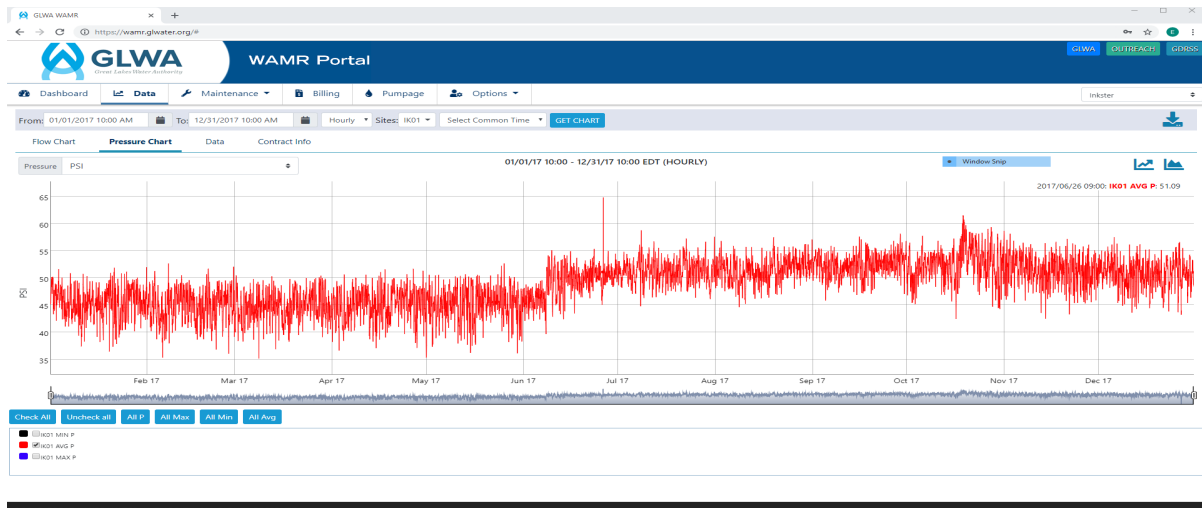 GLWA WAMR × +
https://wamr.glwater.org/# E
GLWA WAMR Portal GLWA OUTREACH GDRSS
Great Lakes Water Authority
Dashboard Data Maintenance Billing Pumpage Options Inkster
From: 01/01/2017 10:00 AM To: 12/31/2017 10:00 AM Hourly Sites: IK01 Select Common Time GET CHART
Flow Chart Pressure Chart Data Contract Info
Pressure PSI 01/01/17 10:00 - 12/31/17 10:00 EDT (HOURLY) Window Snip
2017/06/26 09:00: IK01 AVG P: 51.09
65
60
55
50
45
40
35
PSI
Feb 17 Mar 17 Apr 17 May 17 Jun 17 Jul 17 Aug 17 Sep 17 Oct 17 Nov 17 Dec 17
Check All Uncheck all All P All Max All Min All Avg
IK01 MIN P
IK01 AVG P
IK01 MAX P